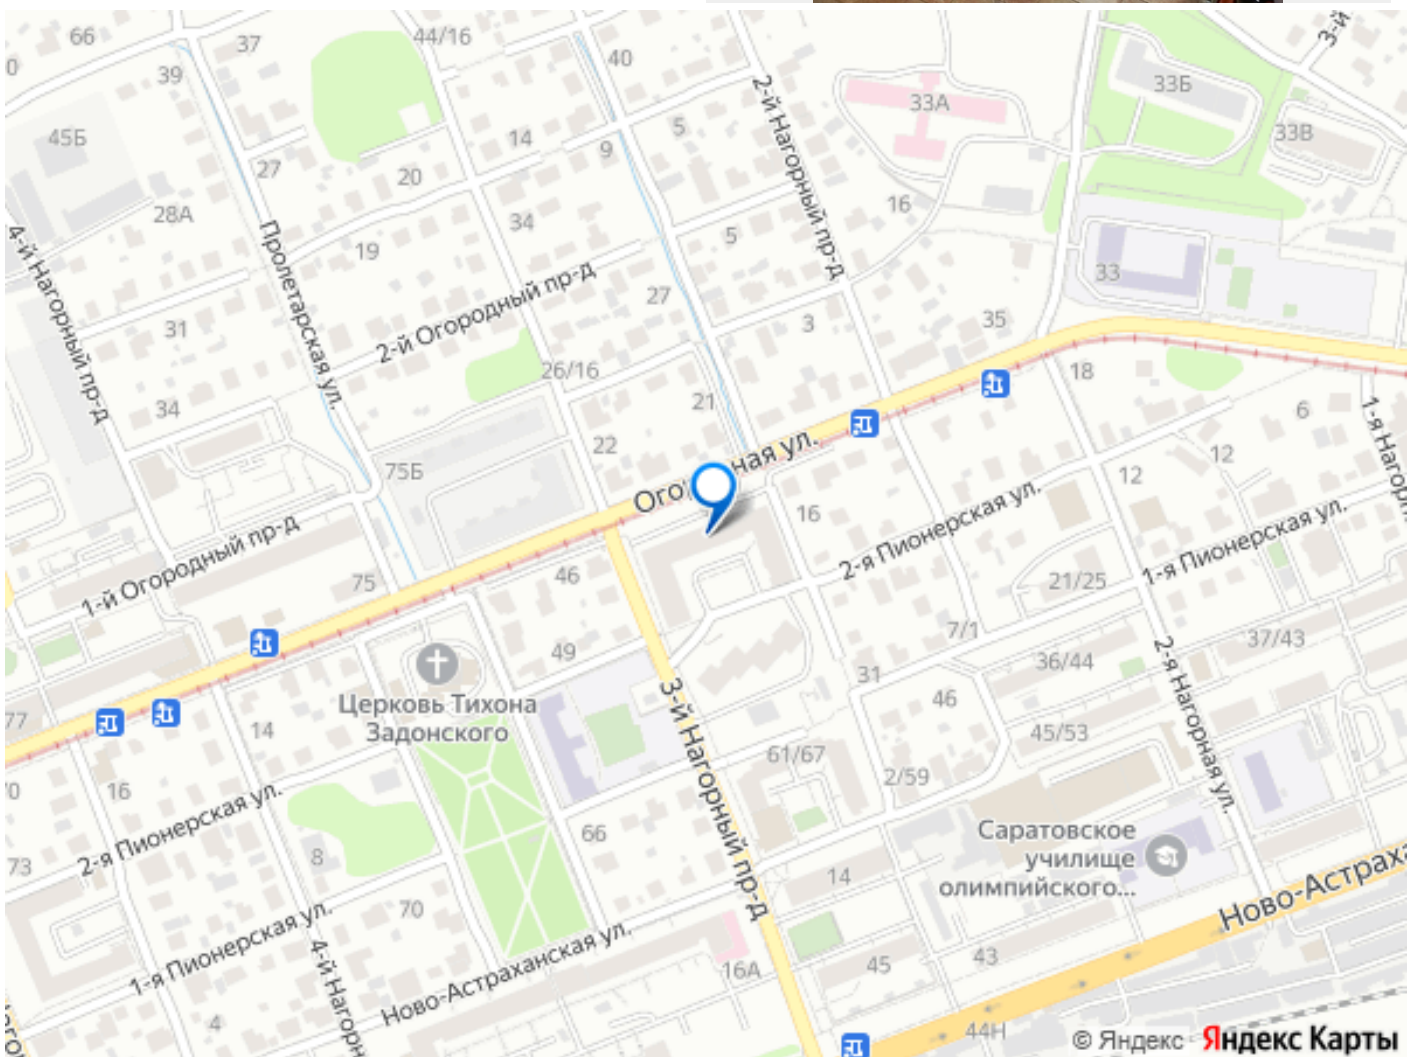 66
37
44/16
40
3-й
39
33Б
33А
33В
45Б
14
5
9
27
20
2-й Нагорный пр-д
28А
34
16
19
5
4-й Нагорный пр-д
Пролетарская ул.
33
27
2-й Огородный пр-д
3
35
31
26/16
18
34
21
6
1-я Нагорн
22
12
12
75Б
ная ул.
16
2-я Пионерская ул.
1-й Огородный пр-д
1-я Пионерская ул.
75
46
21/25
7/1
37/43
49
36/44
31
2-я Нагорная ул.
Церковь Тихона
Задонского
3-й Нагорный пр-д
46
77
14
45/53
61/67
2/59
16
2-я Пионерская ул.
66
Саратовское
училище
олимпийского...
73
8
14
Ново-Астраха
70
1-я Пионерская ул.
4-й Нагорн
Ново-Астраханская ул.
16А
45
43
4
44Н
© Яндекс Яндекс Карты